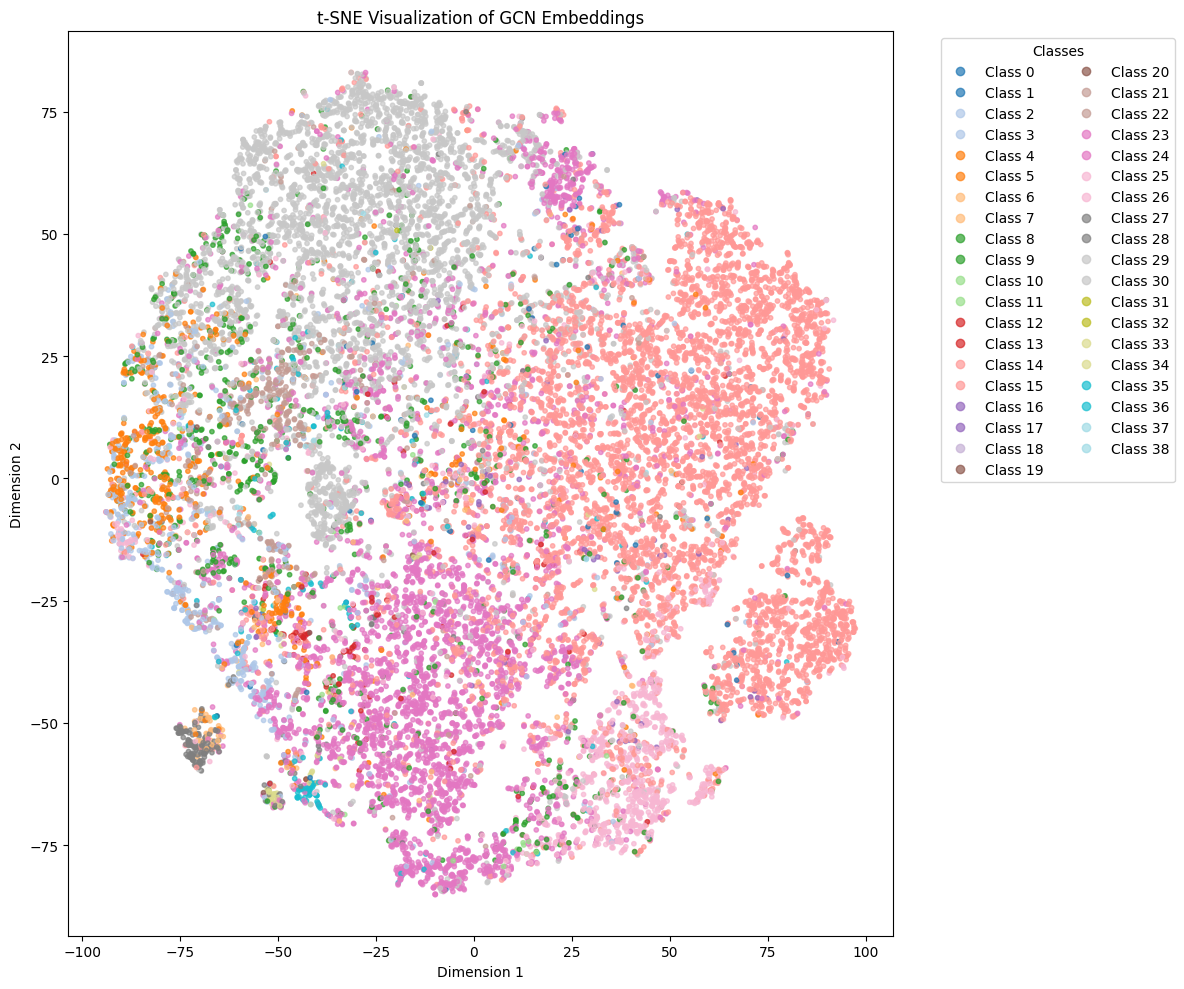 t-SNE Visualization of GCN Embeddings
Classes
Class 0
Class 1
Class 2
Class 3
Class 4
Class 5
Class 6
Class 7
Class 8
Class 9
Class 10
Class 11
Class 12
Class 13
Class 14
Class 15
Class 16
Class 17
Class 18
Class 19
Class 20
Class 21
Class 22
Class 23
Class 24
Class 25
Class 26
Class 27
Class 28
Class 29
Class 30
Class 31
Class 32
Class 33
Class 34
Class 35
Class 36
Class 37
Class 38
Dimension 2
75
50
25
0
−25
−50
−75
−100
−75
−50
−25
0
25
50
75
100
Dimension 1